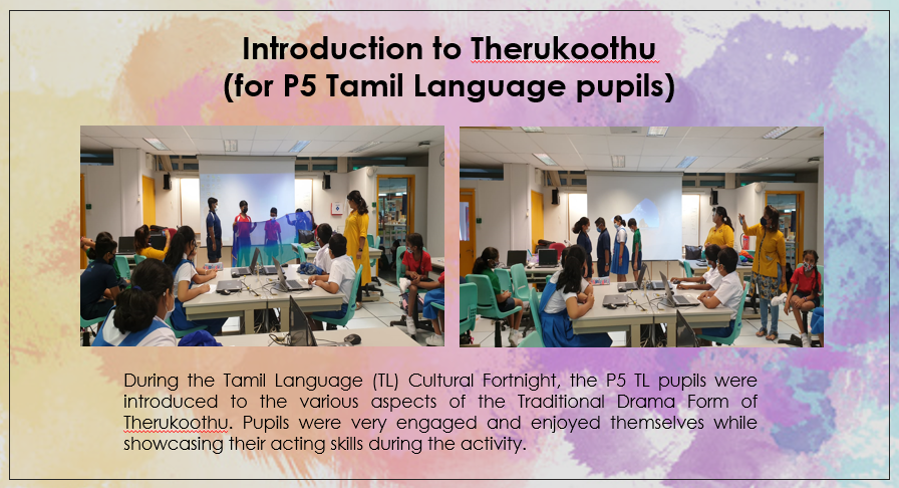 Introduction to Therukoothu
(for P5 Tamil Language pupils)
During the Tamil Language (TL) Cultural Fortnight, the P5 TL pupils were
introduced to the various aspects of the Traditional Drama Form of
Therukoothu. Pupils were very engaged and enjoyed themselves while
showcasing their acting skills during the activity.